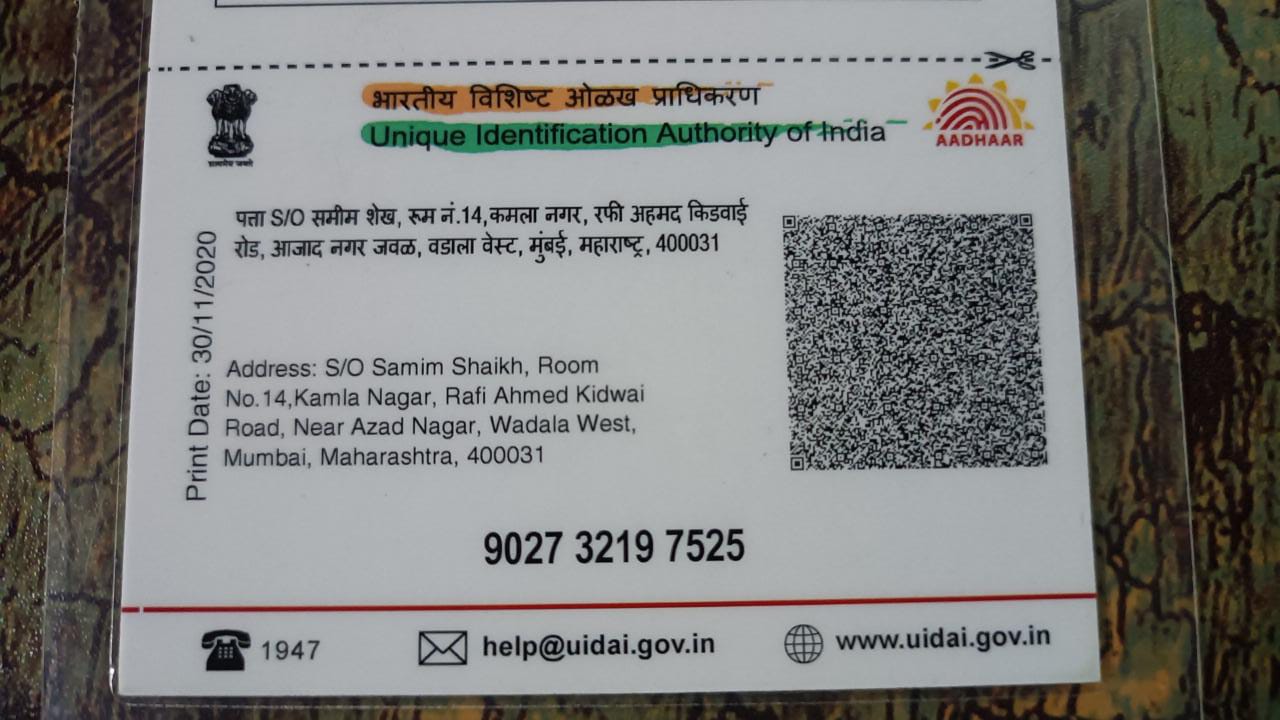 भारतीय विशिष्ट ओळख प्राधिकरण
Unique Identification Authority of India
सत्यमेव जयते
AADHAAR
Print Date: 30/11/2020
पत्ता S/O समीम शेख, रूम नं.14,कमला नगर, रफी अहमद किडवाई
रोड, आजाद नगर जवळ, वडाला वेस्ट, मुंबई, महाराष्ट्र, 400031
Address: S/O Samim Shaikh, Room
No.14,Kamla Nagar, Rafi Ahmed Kidwai
Road, Near Azad Nagar, Wadala West,
Mumbai, Maharashtra, 400031
9027 3219 7525
1947
help@uidai.gov.in
www.uidai.gov.in